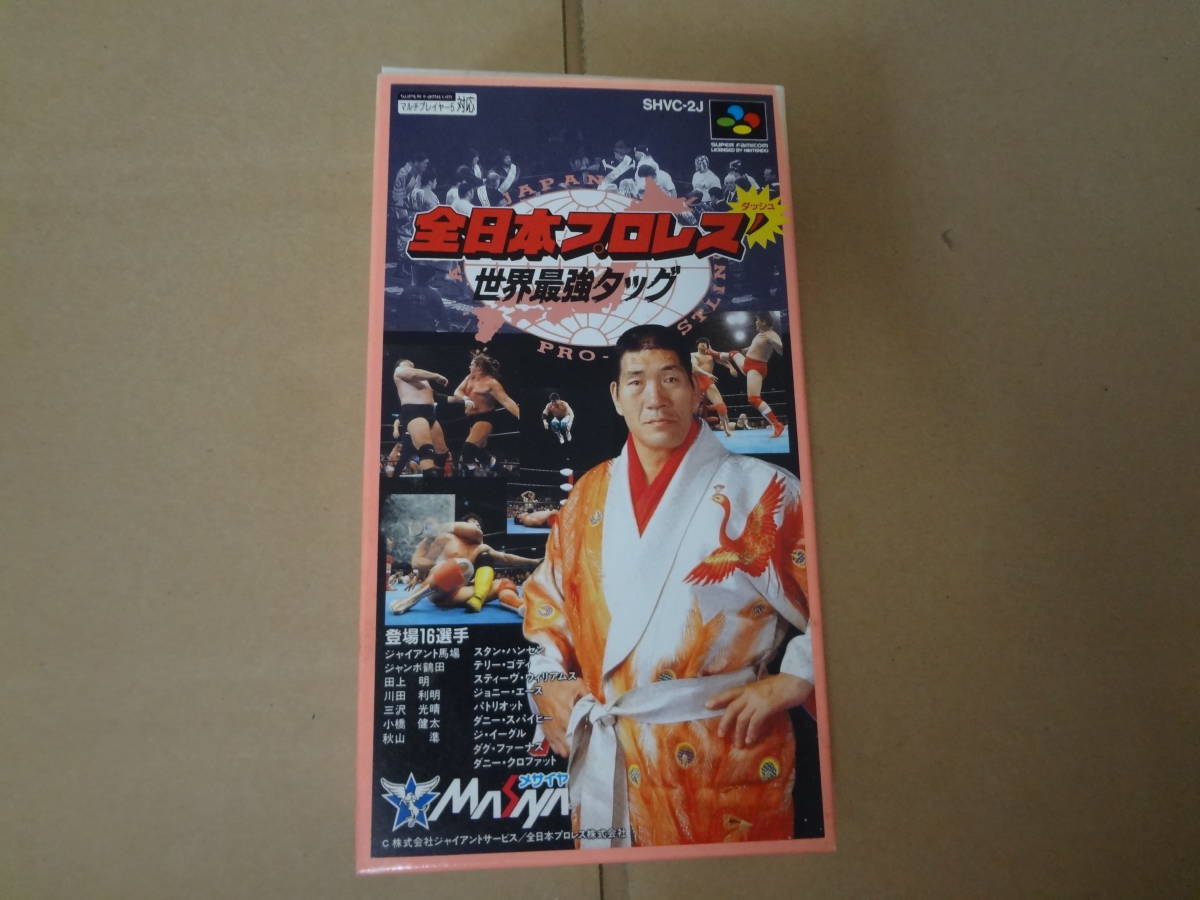 マルチプレイヤー5 対応
SHVC-2J
SUPER FAMICOM
LICENSED BY NINTENDO
JAPAN
ダッシュ
全日本プロレス'
世界最強タッグ
PRO-
STLING
登場16選手
ジャイアント馬場
ジャンボ鶴田
田上 明
川田 利明
三沢 光晴
小橋 健太
秋山 準
スタン・ハンセン
テリー・ゴディ
スティーヴ・ウィリアムス
ジョニー・エース
パトリオット
ダニー・スパイビー
ジ・イーグル
ダグ・ファーナス
ダニー・クロファット
メサイヤ
MASAYA
C 株式会社ジャイアントサービス/全日本プロレス株式会社